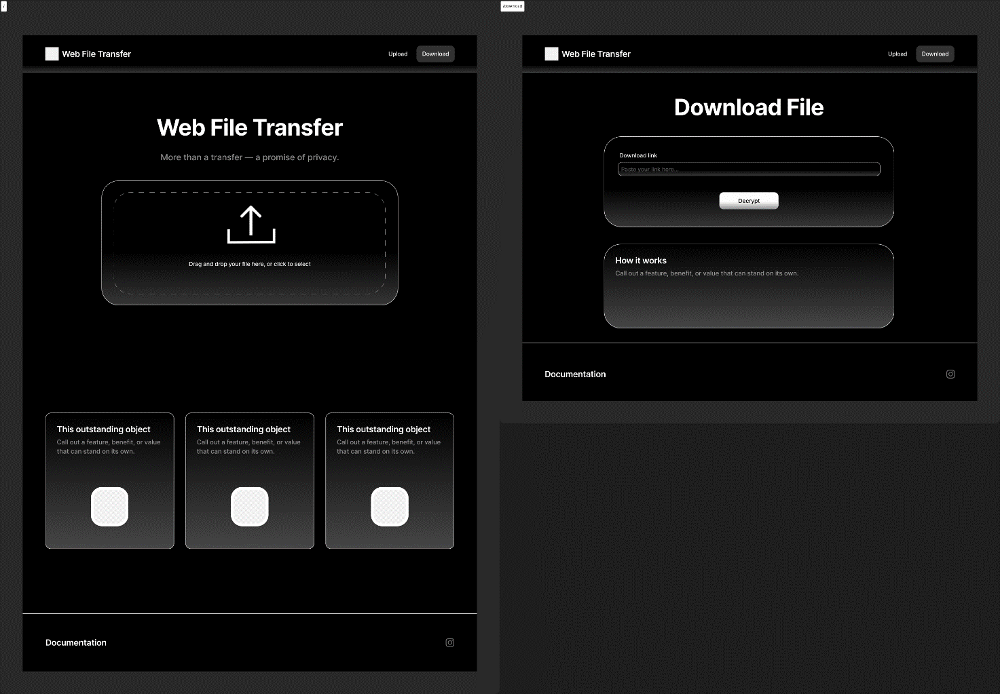 /
Web File Transfer
Upload
Download
Web File Transfer
More than a transfer — a promise of privacy.
Drag and drop your file here, or click to select
This outstanding object
Call out a feature, benefit, or value
that can stand on its own.
This outstanding object
Call out a feature, benefit, or value
that can stand on its own.
This outstanding object
Call out a feature, benefit, or value
that can stand on its own.
Documentation
/download
Web File Transfer
Upload
Download
Download File
Download link
Paste your link here...
Decrypt
How it works
Call out a feature, benefit, or value that can stand on its own.
Documentation